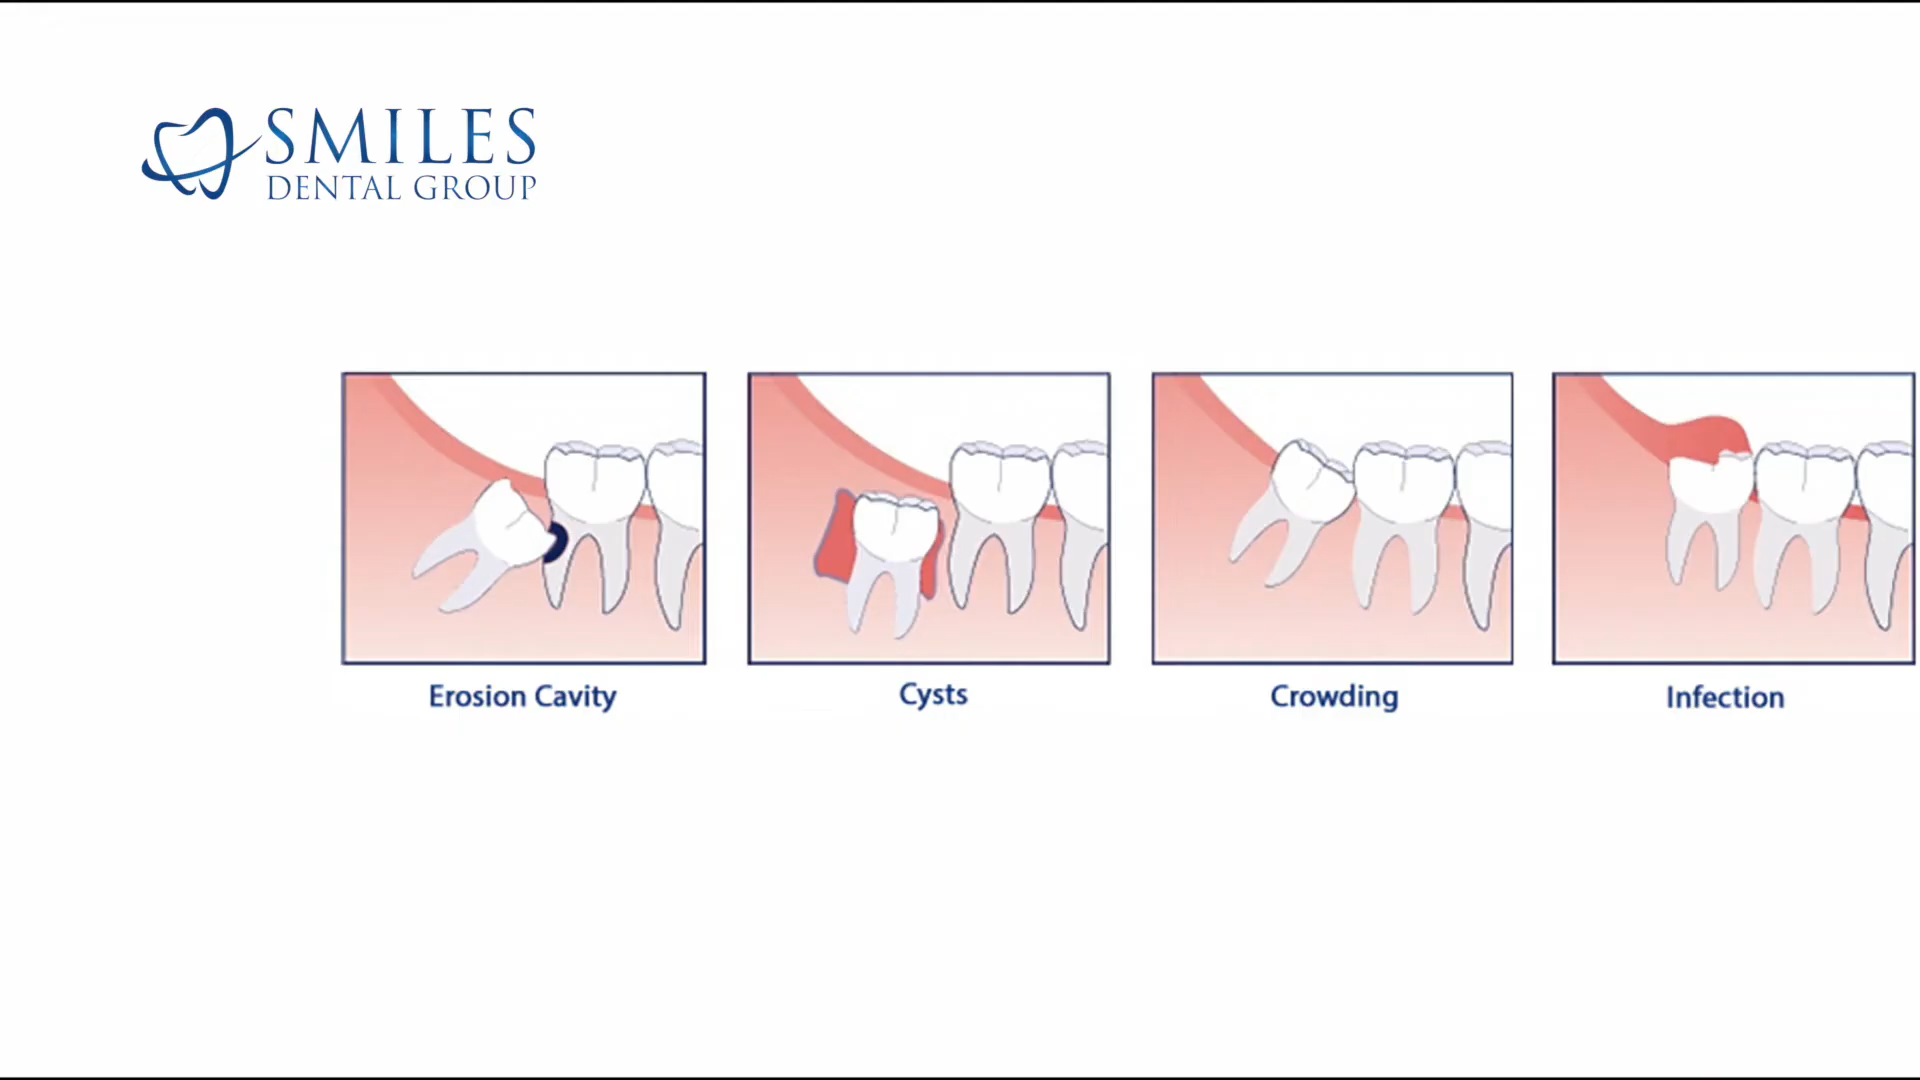 SMILES
DENTAL GROUP
Erosion Cavity
Cysts
Crowding
Infection